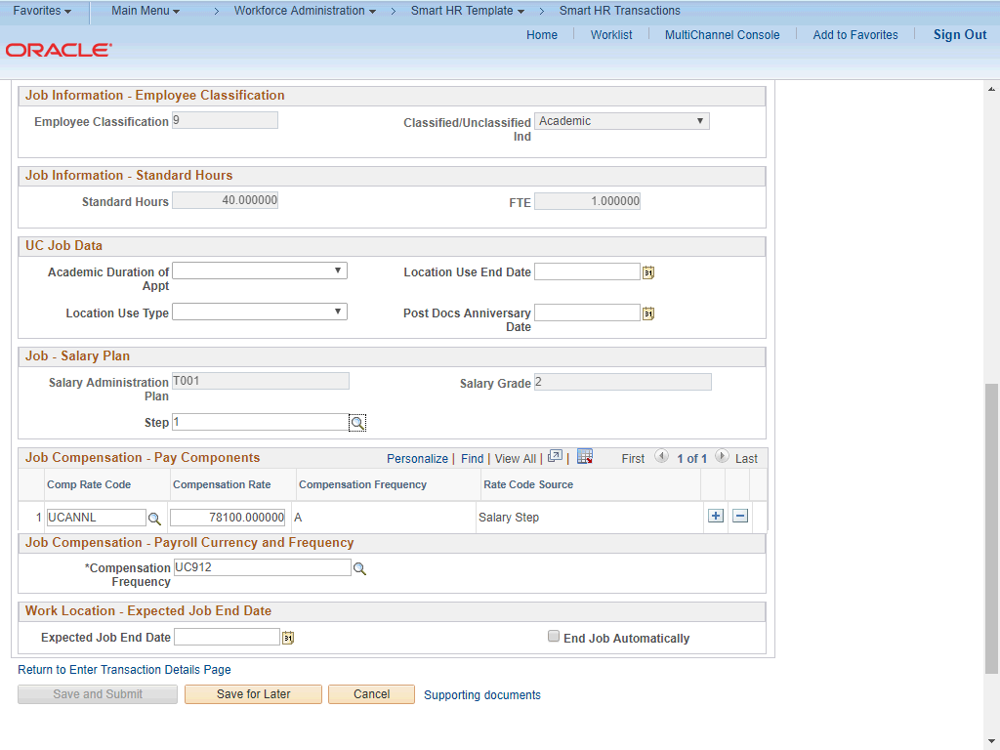 Favorites Main Menu > Workforce Administration > Smart HR Template > Smart HR Transactions
Home Worklist MultiChannel Console Add to Favorites Sign Out
ORACLE
Job Information - Employee Classification
Employee Classification 9 Classified/Unclassified Ind Academic
Job Information - Standard Hours
Standard Hours 40.000000 FTE 1.000000
UC Job Data
Academic Duration of Appt Location Use End Date 31
Location Use Type Post Docs Anniversary Date 31
Job - Salary Plan
Salary Administration Plan T001 Salary Grade 2
Step 1
Job Compensation - Pay Components Personalize | Find | View All | | First 1 of 1 Last
Comp Rate Code Compensation Rate Compensation Frequency Rate Code Source
1 UCANNL 78100.000000 A Salary Step + -
Job Compensation - Payroll Currency and Frequency
*Compensation Frequency UC912
Work Location - Expected Job End Date
Expected Job End Date 31 End Job Automatically
Return to Enter Transaction Details Page
Save and Submit Save for Later Cancel Supporting documents